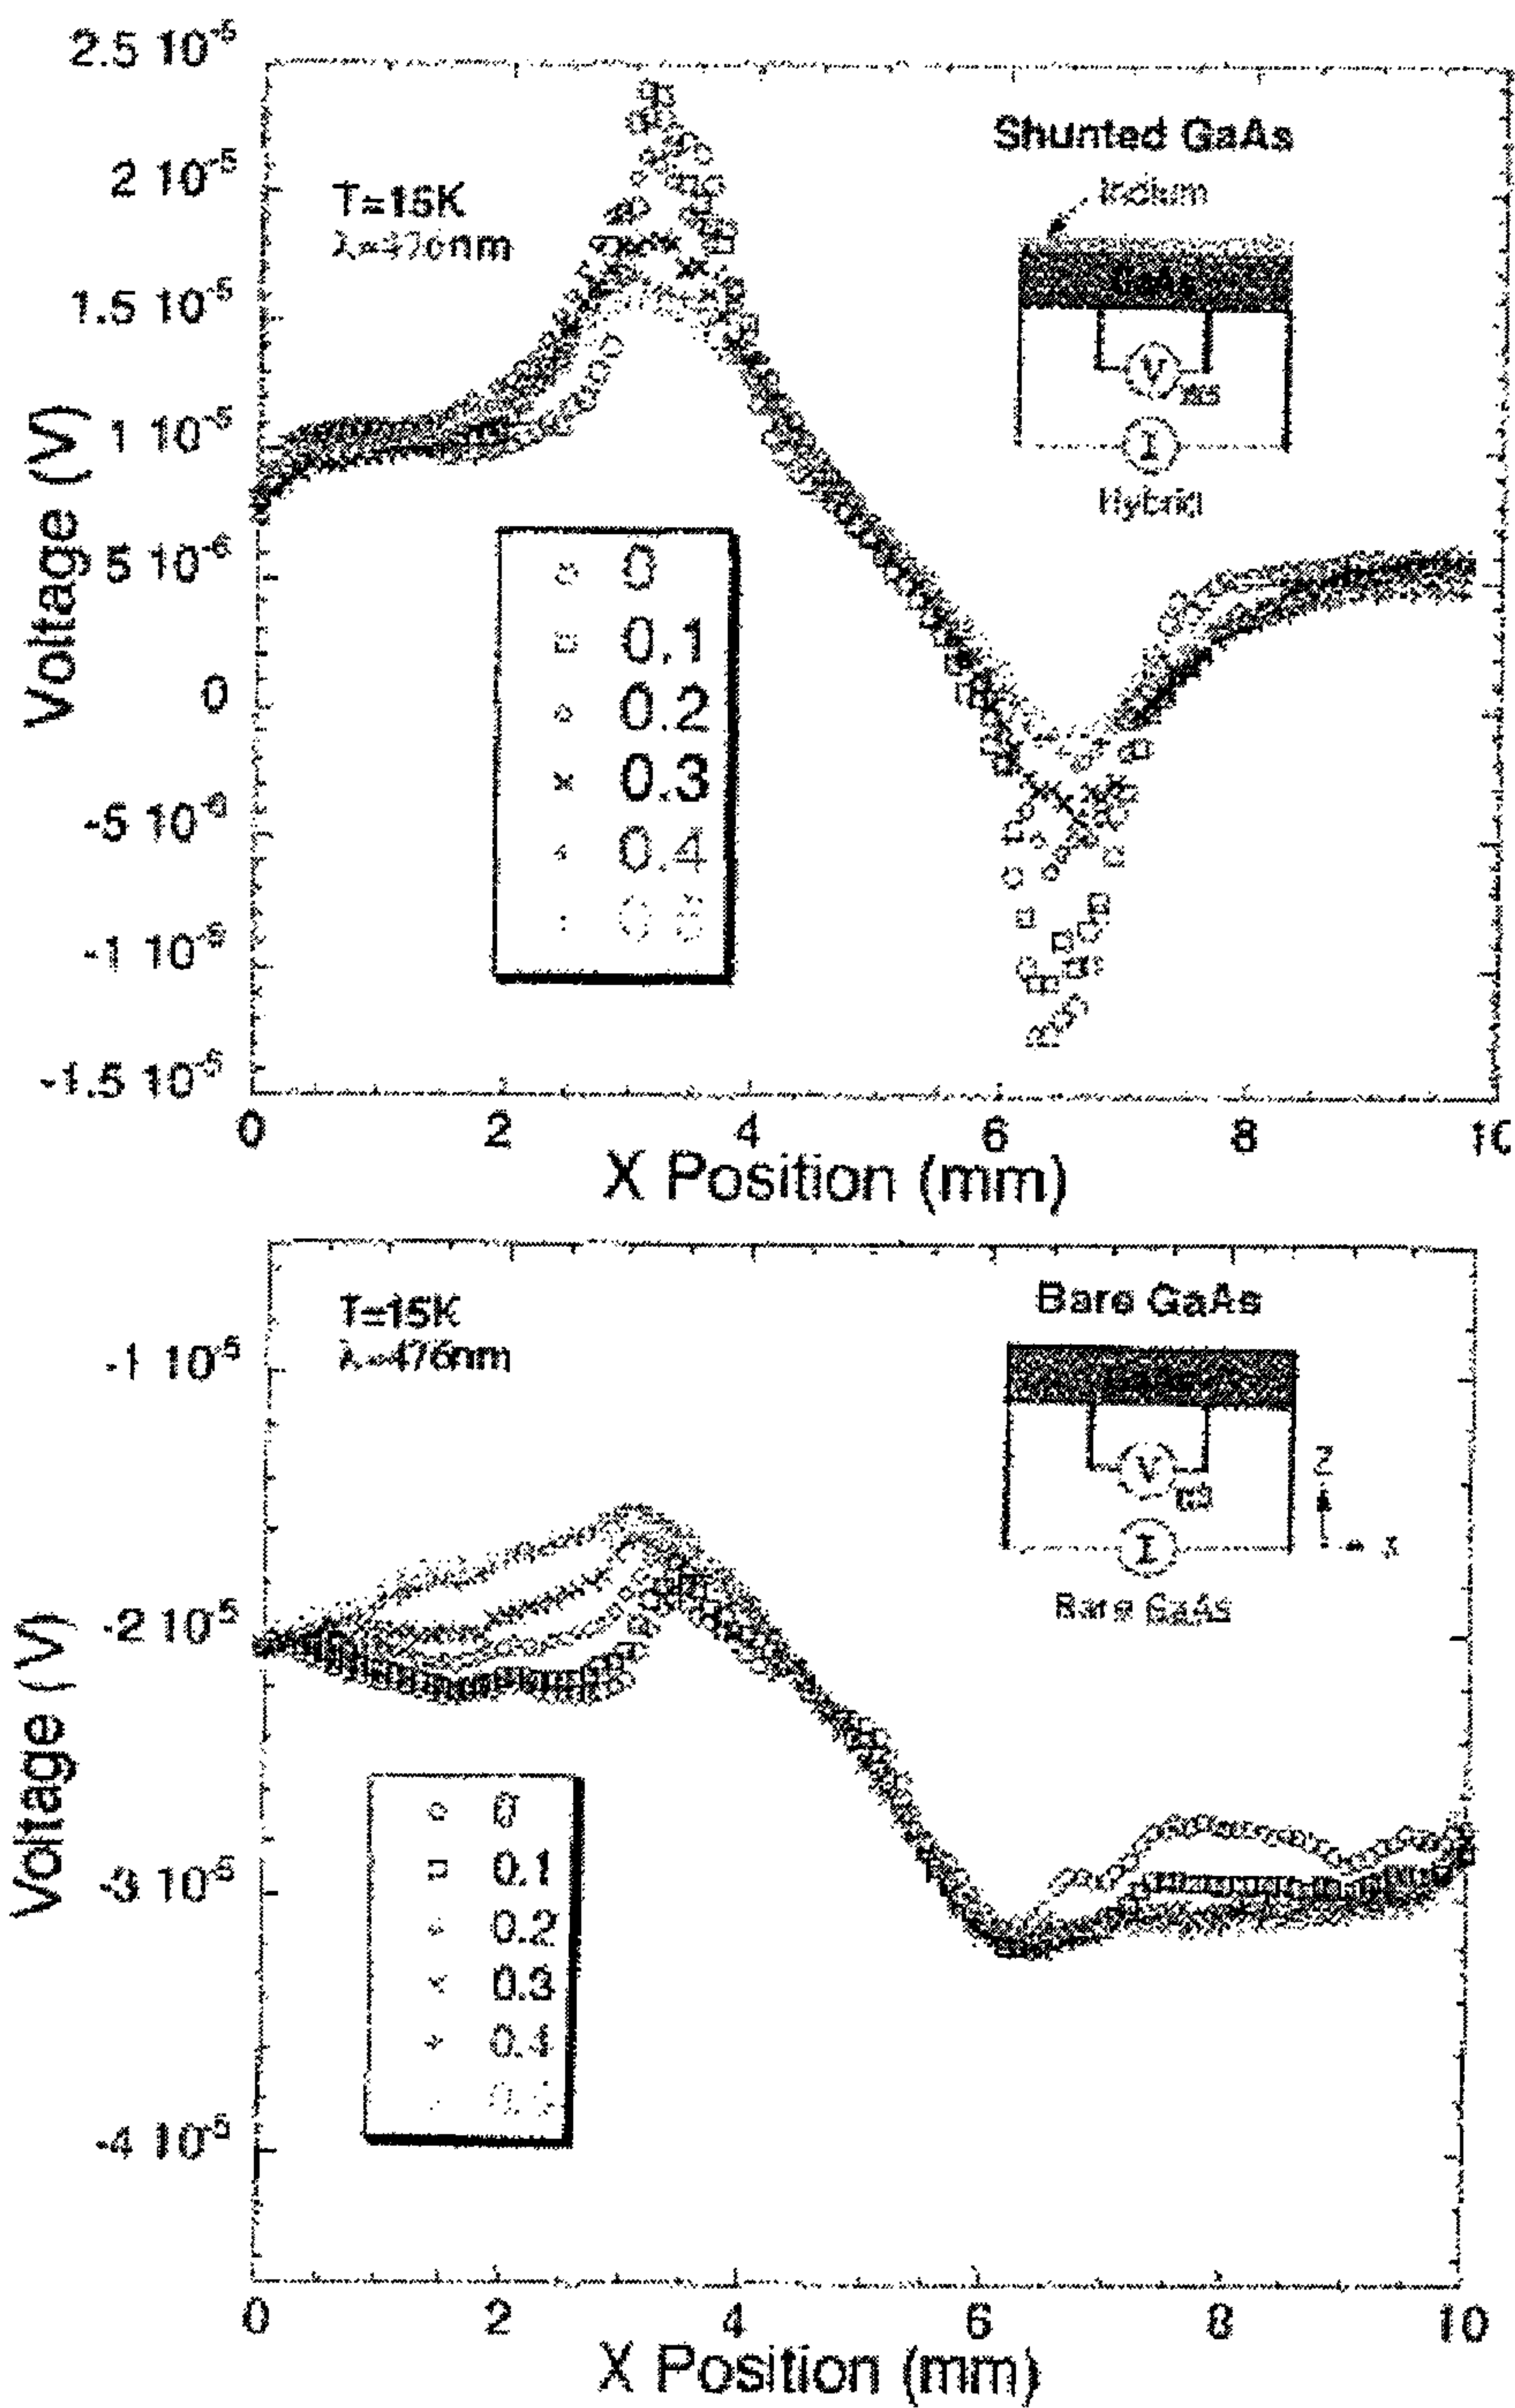 2.5 10-5
2 10-5
1.5 10-5
1 10-5
5 10-6
0
-5 10-6
-1 10-5
-1.5 10-5
Voltage (V)
T=15K
λ=476nm
Shunted GaAs
Indium
GaAs
V
I
Hybrid
0
0.1
0.2
0.3
0.4
0 2 4 6 8 10
X Position (mm)
-1 10-5
-2 10-5
-3 10-5
-4 10-5
Voltage (V)
T=15K
λ=476nm
Bare GaAs
GaAs
V
I
Z
x
Bare GaAs
0
0.1
0.2
0.3
0.4
0 2 4 6 8 10
X Position (mm)